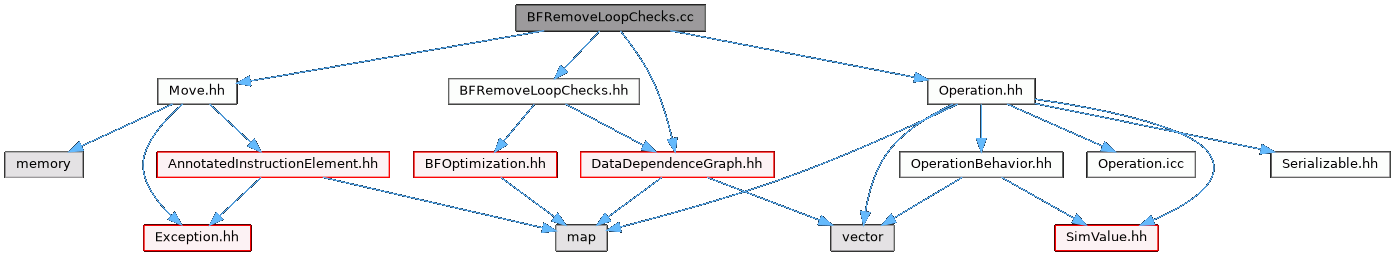 BFRemoveLoopChecks.cc
Move.hh
BFRemoveLoopChecks.hh
Operation.hh
memory
AnnotatedInstructionElement.hh
BFOptimization.hh
DataDependenceGraph.hh
OperationBehavior.hh
Operation.icc
Serializable.hh
Exception.hh
map
vector
SimValue.hh